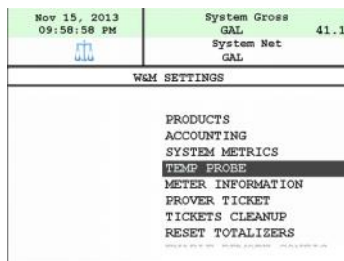 Nov 15, 2013
09:58:58 PM
System Gross
GAL 41.1
System Net
GAL
W&M SETTINGS
PRODUCTS
ACCOUNTING
SYSTEM METRICS
TEMP PROBE
METER INFORMATION
PROVER TICKET
TICKETS CLEANUP
RESET TOTALIZERS